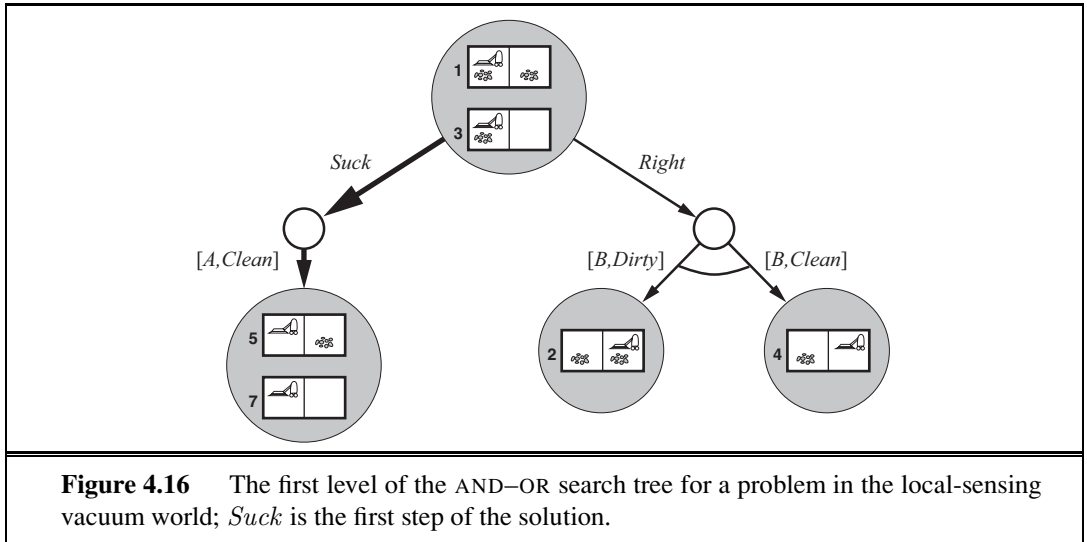 1
3
Suck Right
[A,Clean] [B,Dirty] [B,Clean]
5
2 4
7
Figure 4.16 The first level of the AND–OR search tree for a problem in the local-sensing
vacuum world; Suck is the first step of the solution.